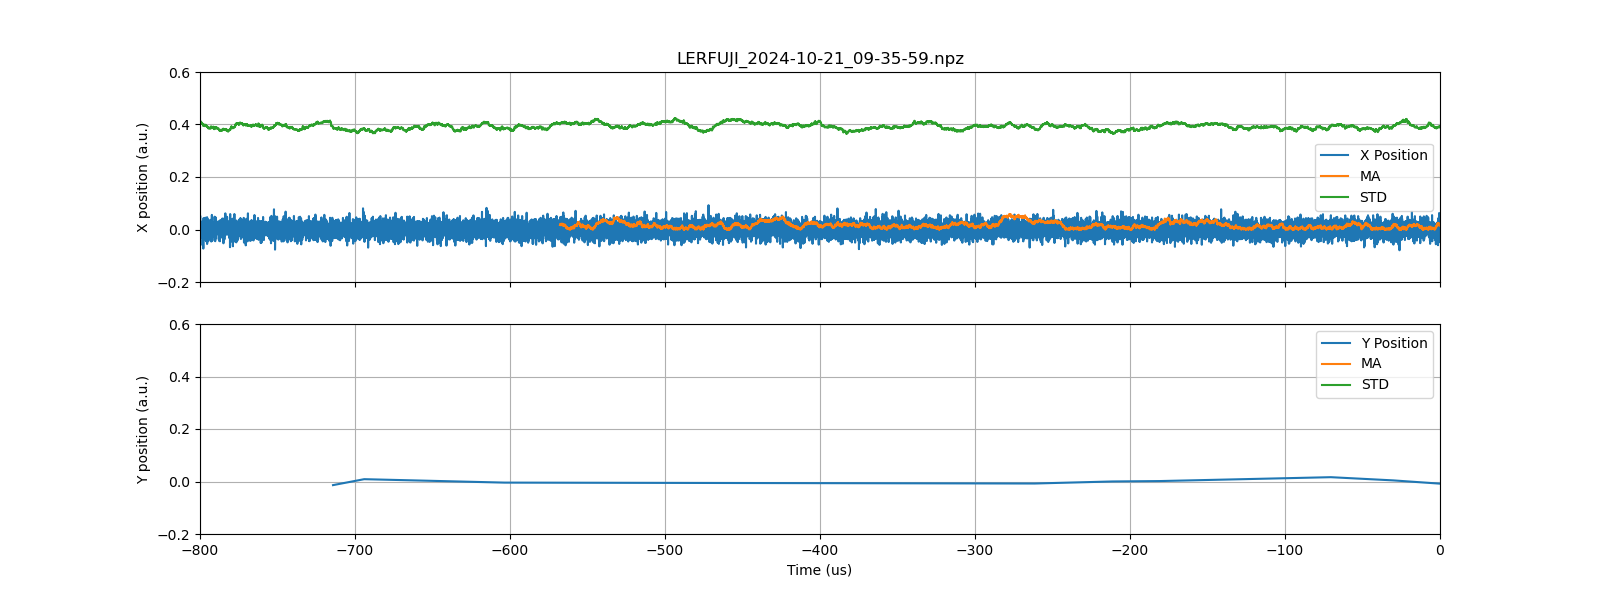 LERFUJI_2024-10-21_09-35-59.npz
0.6
0.4
0.2
0.0
−0.2
X position (a.u.)
X Position
MA
STD
0.6
0.4
0.2
0.0
−0.2
Y position (a.u.)
Y Position
MA
STD
−800 −700 −600 −500 −400 −300 −200 −100 0
Time (us)